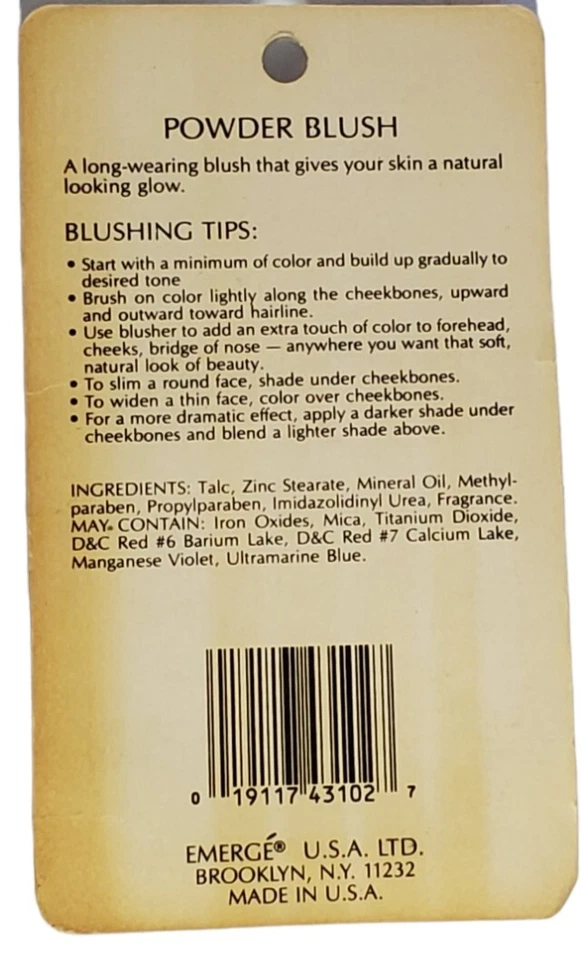 POWDER BLUSH
A long-wearing blush that gives your skin a natural
looking glow.
BLUSHING TIPS:
• Start with a minimum of color and build up gradually to
desired tone
• Brush on color lightly along the cheekbones, upward
and outward toward hairline.
• Use blusher to add an extra touch of color to forehead,
cheeks, bridge of nose — anywhere you want that soft,
natural look of beauty.
• To slim a round face, shade under cheekbones.
• To widen a thin face, color over cheekbones.
• For a more dramatic effect, apply a darker shade under
cheekbones and blend a lighter shade above.
INGREDIENTS: Talc, Zinc Stearate, Mineral Oil, Methyl-
paraben, Propylparaben, Imidazolidinyl Urea, Fragrance.
MAY CONTAIN: Iron Oxides, Mica, Titanium Dioxide,
D&C Red #6 Barium Lake, D&C Red #7 Calcium Lake,
Manganese Violet, Ultramarine Blue.
0 19117 43102 7
EMERGÉ® U.S.A. LTD.
BROOKLYN, N.Y. 11232
MADE IN U.S.A.